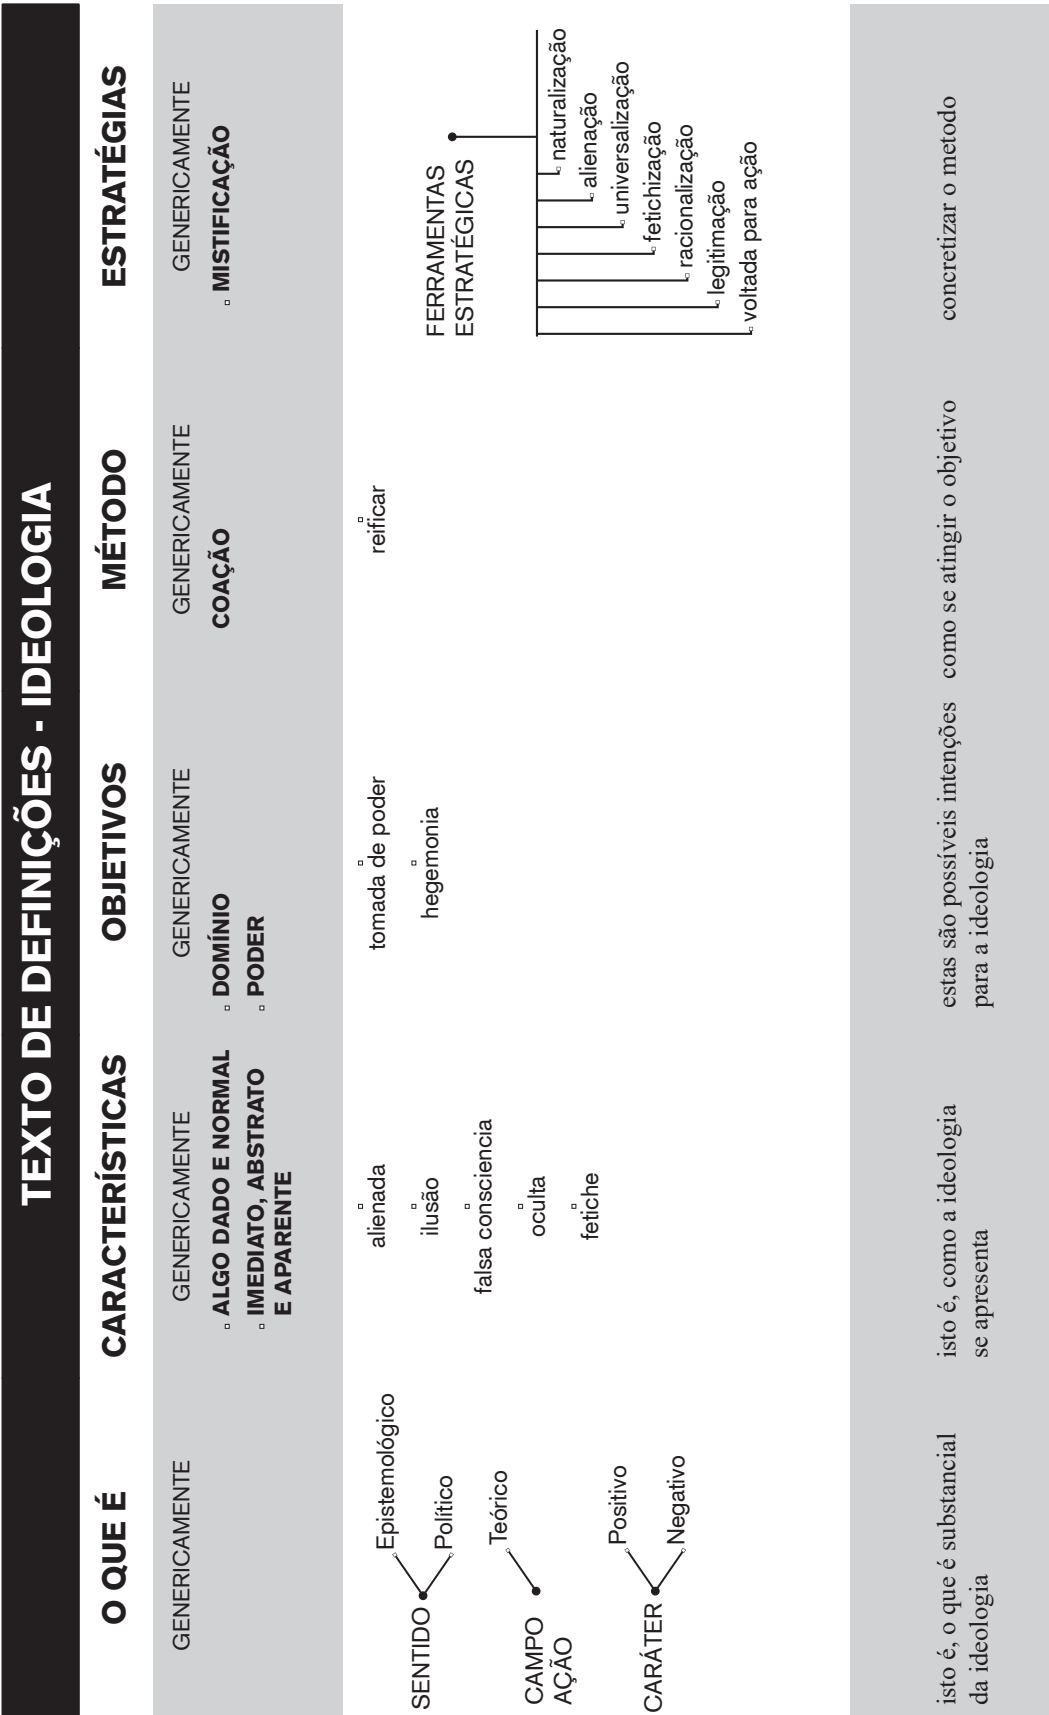 TEXTO DE DEFINIÇÕES - IDEOLOGIA
O QUE É
CARACTERÍSTICAS
OBJETIVOS
MÉTODO
ESTRATÉGIAS
GENERICAMENTE
GENERICAMENTE
ALGO DADO E NORMAL
IMEDIATO, ABSTRATO
E APARENTE
GENERICAMENTE
DOMÍNIO
PODER
GENERICAMENTE
COAÇÃO
GENERICAMENTE
MISTIFICAÇÃO
SENTIDO
Epistemológico
Político
CAMPO
AÇÃO
Teórico
CARÁTER
Positivo
Negativo
alienada
ilusão
falsa consciencia
oculta
fetiche
tomada de poder
hegemonia
reificar
FERRAMENTAS
ESTRATÉGICAS
naturalização
alienação
universalização
fetichização
racionalização
legitimação
voltada para ação
isto é, o que é substancial
da ideologia
isto é, como a ideologia
se apresenta
estas são possíveis intenções
para a ideologia
como se atingir o objetivo
concretizar o metodo